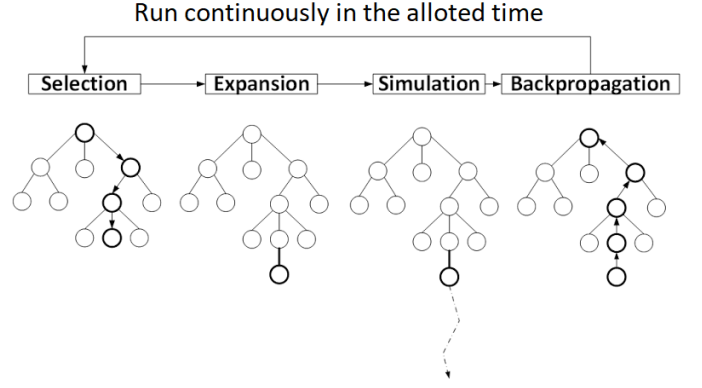 Run continuously in the alloted time
Selection
Expansion
Simulation
Backpropagation